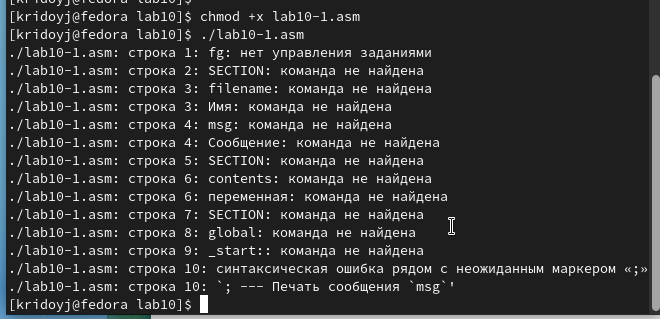 [kridoyj@fedora lab10]$ chmod +x lab10-1.asm
[kridoyj@fedora lab10]$ ./lab10-1.asm
./lab10-1.asm: строка 1: fg: нет управления заданиями
./lab10-1.asm: строка 2: SECTION: команда не найдена
./lab10-1.asm: строка 3: filename: команда не найдена
./lab10-1.asm: строка 3: Имя: команда не найдена
./lab10-1.asm: строка 4: msg: команда не найдена
./lab10-1.asm: строка 4: Сообщение: команда не найдена
./lab10-1.asm: строка 5: SECTION: команда не найдена
./lab10-1.asm: строка 6: contents: команда не найдена
./lab10-1.asm: строка 6: переменная: команда не найдена
./lab10-1.asm: строка 7: SECTION: команда не найдена
./lab10-1.asm: строка 8: global: команда не найдена
./lab10-1.asm: строка 9: _start:: команда не найдена
./lab10-1.asm: строка 10: синтаксическая ошибка рядом с неожиданным маркером «;»
./lab10-1.asm: строка 10: `; --- Печать сообщения `msg`'
[kridoyj@fedora lab10]$